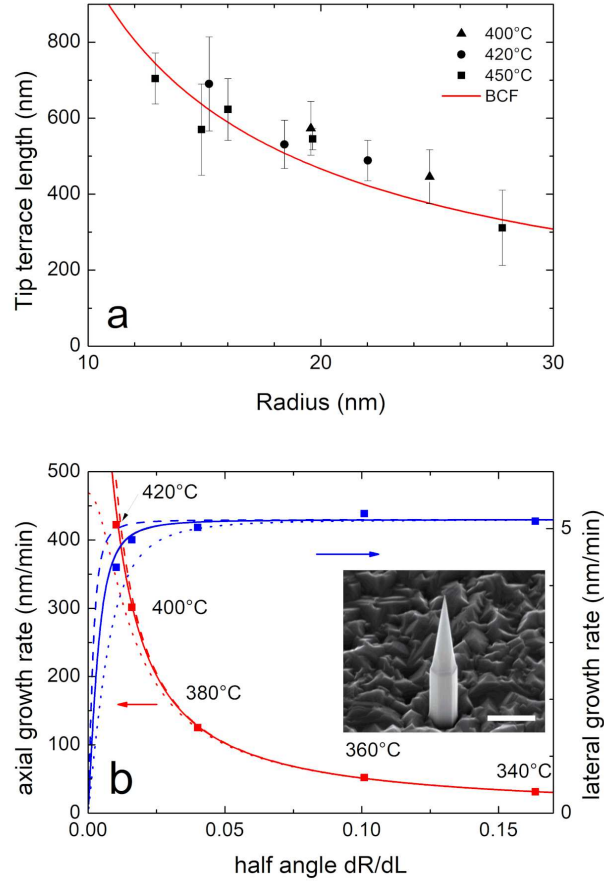 800
600
400
200
0
Tip terrace length (nm)
400°C
420°C
450°C
BCF
a
10
20
30
Radius (nm)
500
400
300
200
100
0
axial growth rate (nm/min)
420°C
400°C
380°C
360°C
340°C
5
0
lateral growth rate (nm/min)
b
0.00
0.05
0.10
0.15
half angle dR/dL